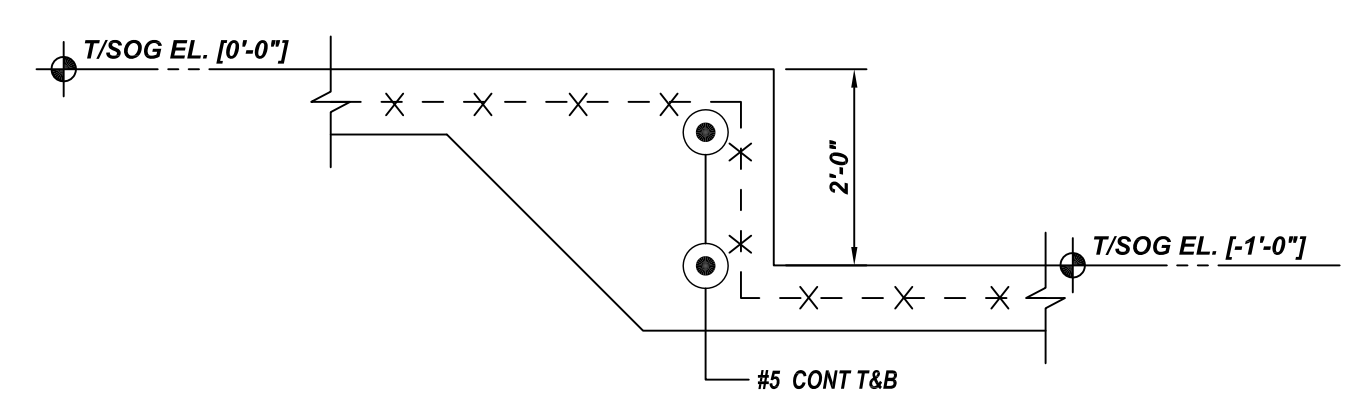 T/SOG EL. [0'-0"]
2'-0"
T/SOG EL. [-1'-0"]
#5 CONT T&B